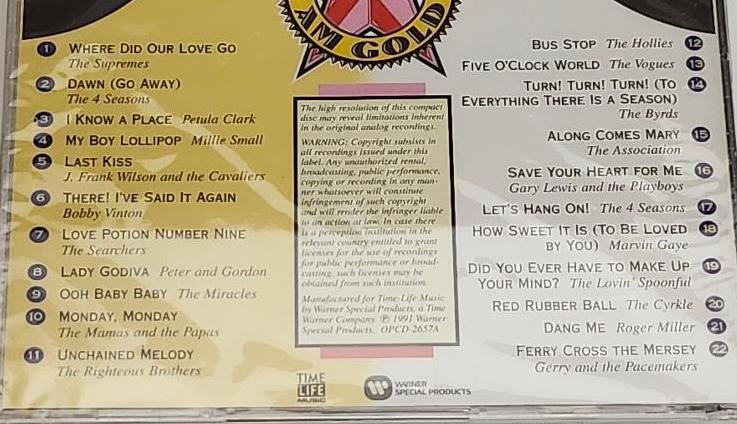 AM GOLD
1 WHERE DID OUR LOVE GO
The Supremes
2 DAWN (GO AWAY)
The 4 Seasons
3 I KNOW A PLACE Petula Clark
4 MY BOY LOLLIPOP Millie Small
5 LAST KISS
J. Frank Wilson and the Cavaliers
6 THERE! I'VE SAID IT AGAIN
Bobby Vinton
7 LOVE POTION NUMBER NINE
The Searchers
8 LADY GODIVA Peter and Gordon
9 OOH BABY BABY The Miracles
10 MONDAY, MONDAY
The Mamas and the Papas
11 UNCHAINED MELODY
The Righteous Brothers
The high resolution of this compact
disc may reveal limitations inherent
in the original analog recordings.
WARNING: Copyright subsists in
all recordings issued under this
label. Any unauthorized rental,
broadcasting, public performance,
copying or recording in any man-
ner whatsoever will constitute
infringement of such copyright
and will render the infringer liable
to an action at law. In case there
is a perception institution in the
relevant country entitled to grant
licenses for the use of recordings
for public performance or broad-
casting, such licenses may be
obtained from such institution.
Manufactured for Time-Life Music
by Warner Special Products, a Time
Warner Company. ℗ 1991 Warner
Special Products. OPCD-2657A
TIME
LIFE
MUSIC
WARNER
SPECIAL PRODUCTS
BUS STOP The Hollies 12
FIVE O'CLOCK WORLD The Vogues 13
TURN! TURN! TURN! (TO 14
EVERYTHING THERE IS A SEASON)
The Byrds
ALONG COMES MARY 15
The Association
SAVE YOUR HEART FOR ME 16
Gary Lewis and the Playboys
LET'S HANG ON! The 4 Seasons 17
HOW SWEET IT IS (TO BE LOVED 18
BY YOU) Marvin Gaye
DID YOU EVER HAVE TO MAKE UP 19
YOUR MIND? The Lovin' Spoonful
RED RUBBER BALL The Cyrkle 20
DANG ME Roger Miller 21
FERRY CROSS THE MERSEY 22
Gerry and the Pacemakers